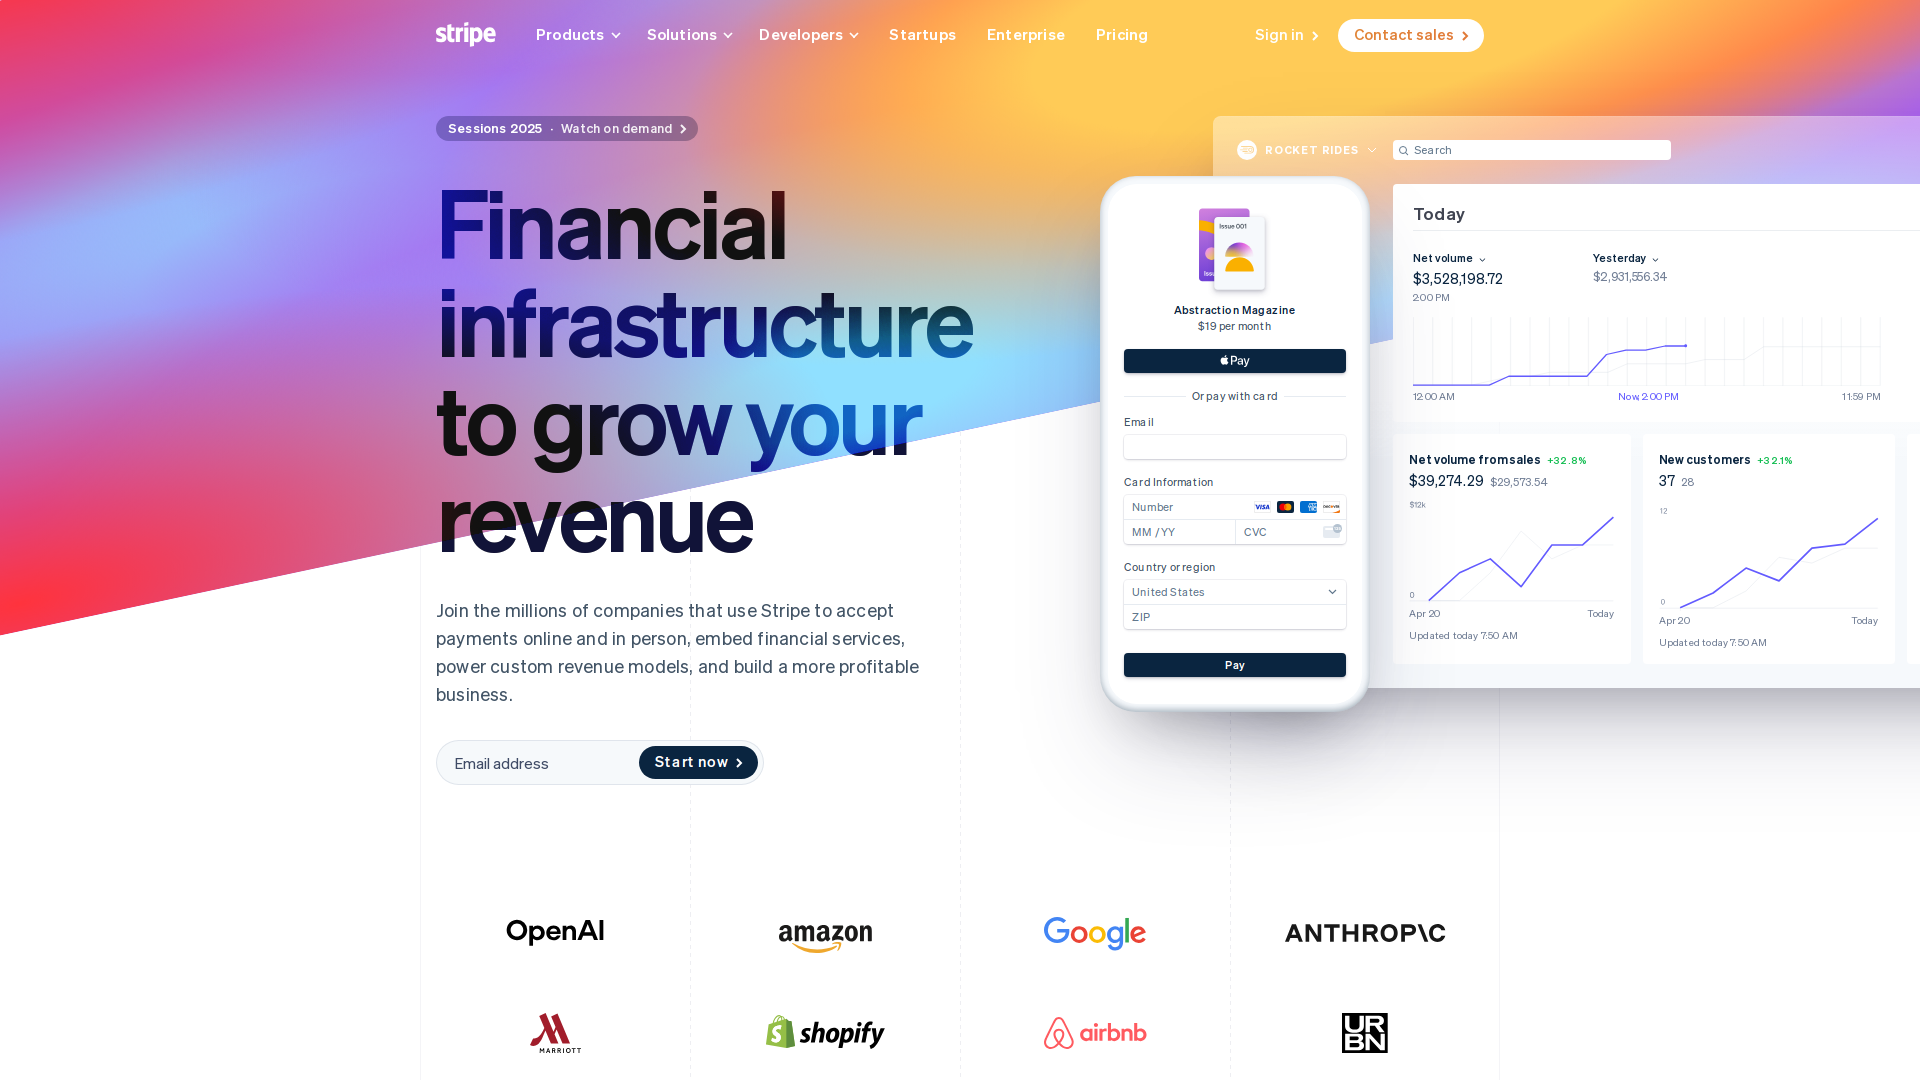 stripe
Products
Solutions
Developers
Startups
Enterprise
Pricing
Sign in
Contact sales
Sessions 2025 · Watch on demand
Financial
infrastructure
to grow your
revenue
Join the millions of companies that use Stripe to accept
payments online and in person, embed financial services,
power custom revenue models, and build a more profitable
business.
Email address
Start now
Issue 001
Abstraction Magazine
$19 per month
Pay
Or pay with card
Email
Card Information
Number
VISA
DISCOVER
MM / YY
CVC
Country or region
United States
ZIP
Pay
ROCKET RIDES
Search
Today
Net volume
$3,528,198.72
2:00 PM
Yesterday
$2,931,556.34
12:00 AM
Now, 2:00 PM
11:59 PM
Net volume from sales +32.8%
$39,274.29 $29,573.54
$12k
0
Apr 20
Today
Updated today 7:50 AM
New customers +32.1%
37 28
12
0
Apr 20
Today
Updated today 7:50 AM
OpenAI
amazon
Google
ANTHROP\C
MARRIOTT
shopify
airbnb
URBN